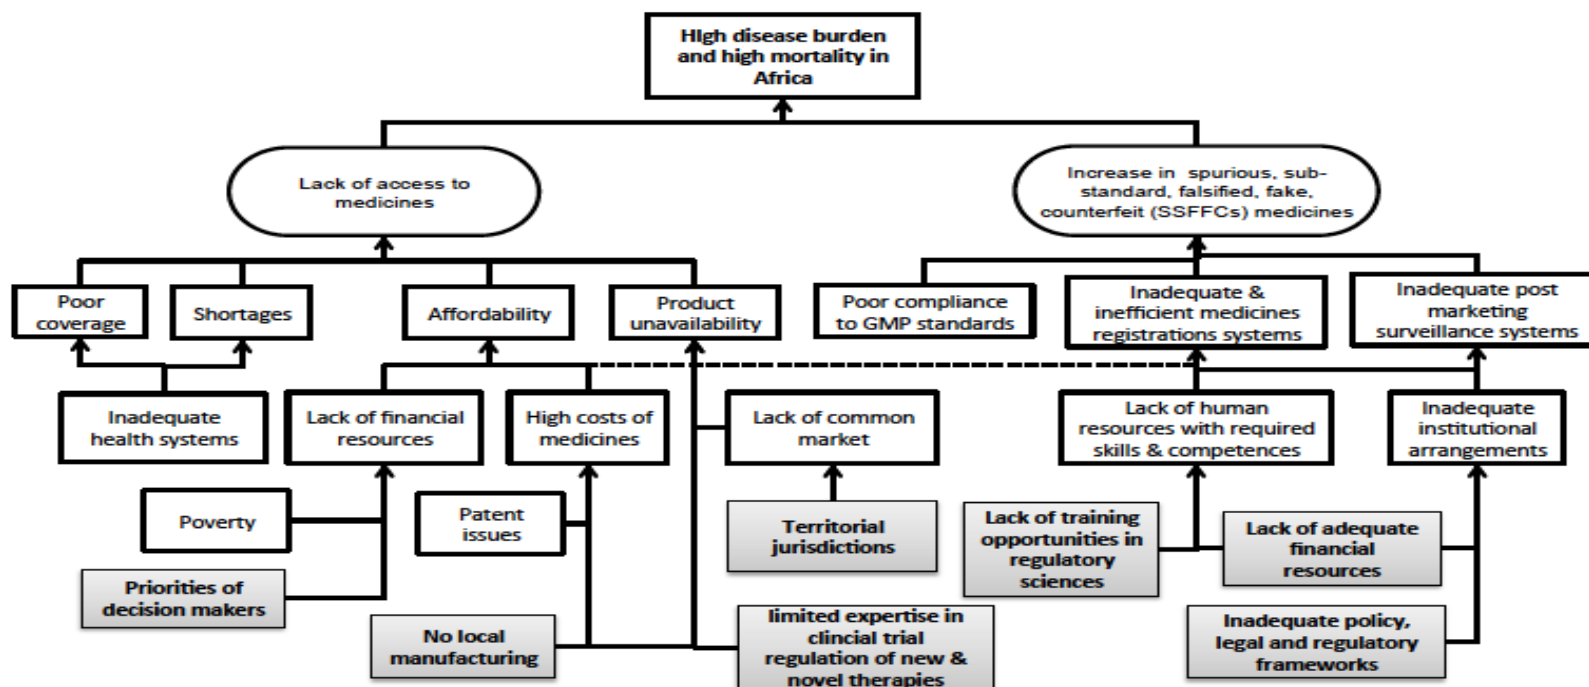 HIgh disease burden
and high mortality in
Africa
Lack of access to
medicines
Increase in spurious, sub-
standard, falsified, fake,
counterfeit (SSFFCs) medicines
Poor
coverage
Shortages
Affordability
Product
unavailability
Poor compliance
to GMP standards
Inadequate &
inefficient medicines
registrations systems
Inadequate post
marketing
surveillance systems
Inadequate
health systems
Lack of financial
resources
High costs of
medicines
Lack of common
market
Lack of human
resources with required
skills & competences
Inadequate
institutional
arrangements
Poverty
Patent
issues
Territorial
jurisdictions
Lack of training
opportunities in
regulatory
sciences
Lack of adequate
financial
resources
Priorities of
decision makers
No local
manufacturing
limited expertise in
clincial trial
regulation of new &
novel therapies
Inadequate policy,
legal and regulatory
frameworks